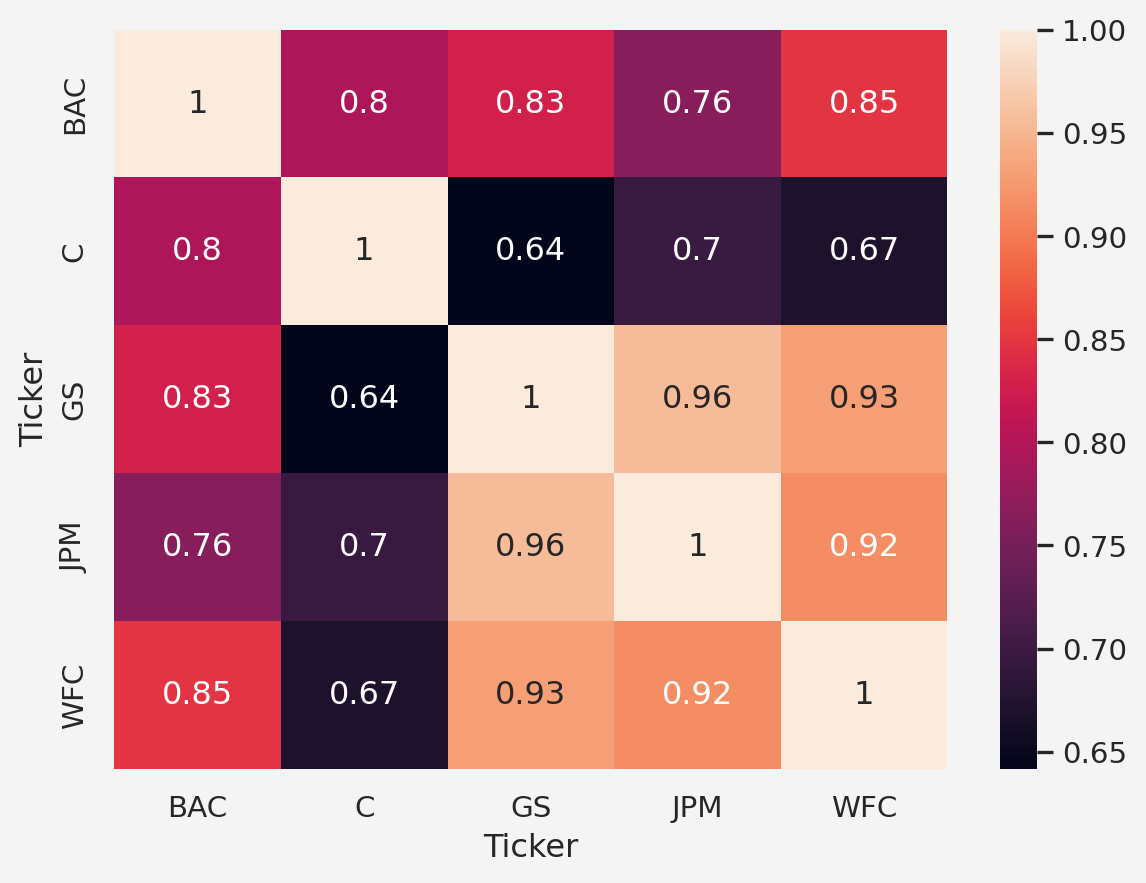 BAC 1 0.8 0.83 0.76 0.85
C 0.8 1 0.64 0.7 0.67
GS 0.83 0.64 1 0.96 0.93
JPM 0.76 0.7 0.96 1 0.92
WFC 0.85 0.67 0.93 0.92 1
Ticker
BAC C GS JPM WFC
Ticker
1.00
0.95
0.90
0.85
0.80
0.75
0.70
0.65